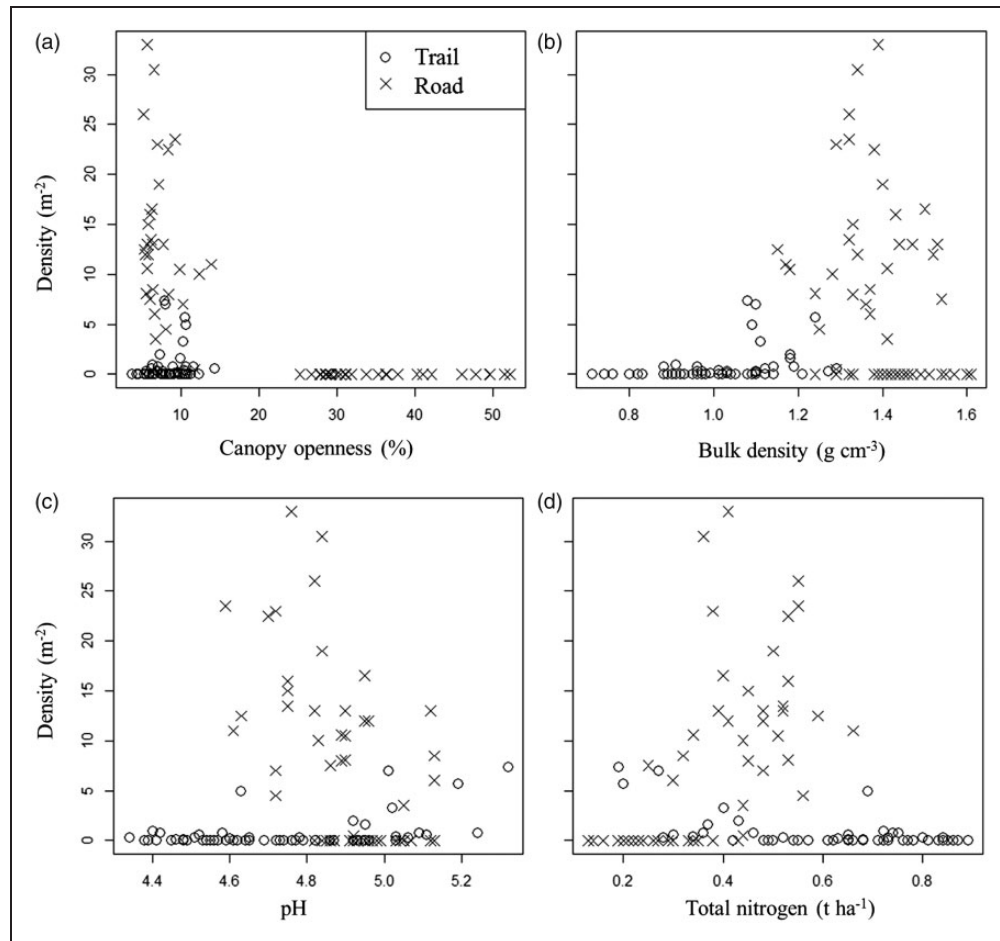 (a)
Trail
Road
Density (m-2)
0 5 10 15 20 25 30
10 20 30 40 50
Canopy openness (%)
(b)
0.8 1.0 1.2 1.4 1.6
Bulk density (g cm-3)
(c)
Density (m-2)
0 5 10 15 20 25 30
4.4 4.6 4.8 5.0 5.2
pH
(d)
0.2 0.4 0.6 0.8
Total nitrogen (t ha-1)